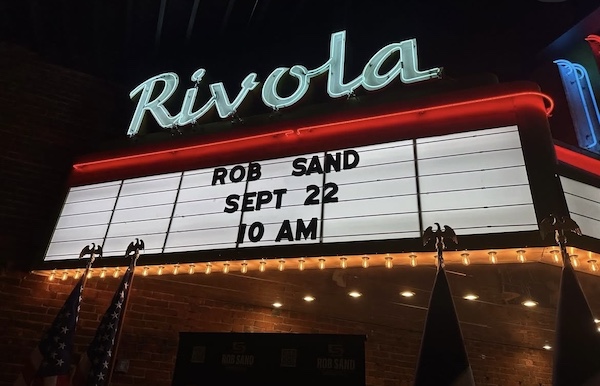 Rivola
ROB SAND
SEPT 22
10 AM
ROB SAND
ROB SAND